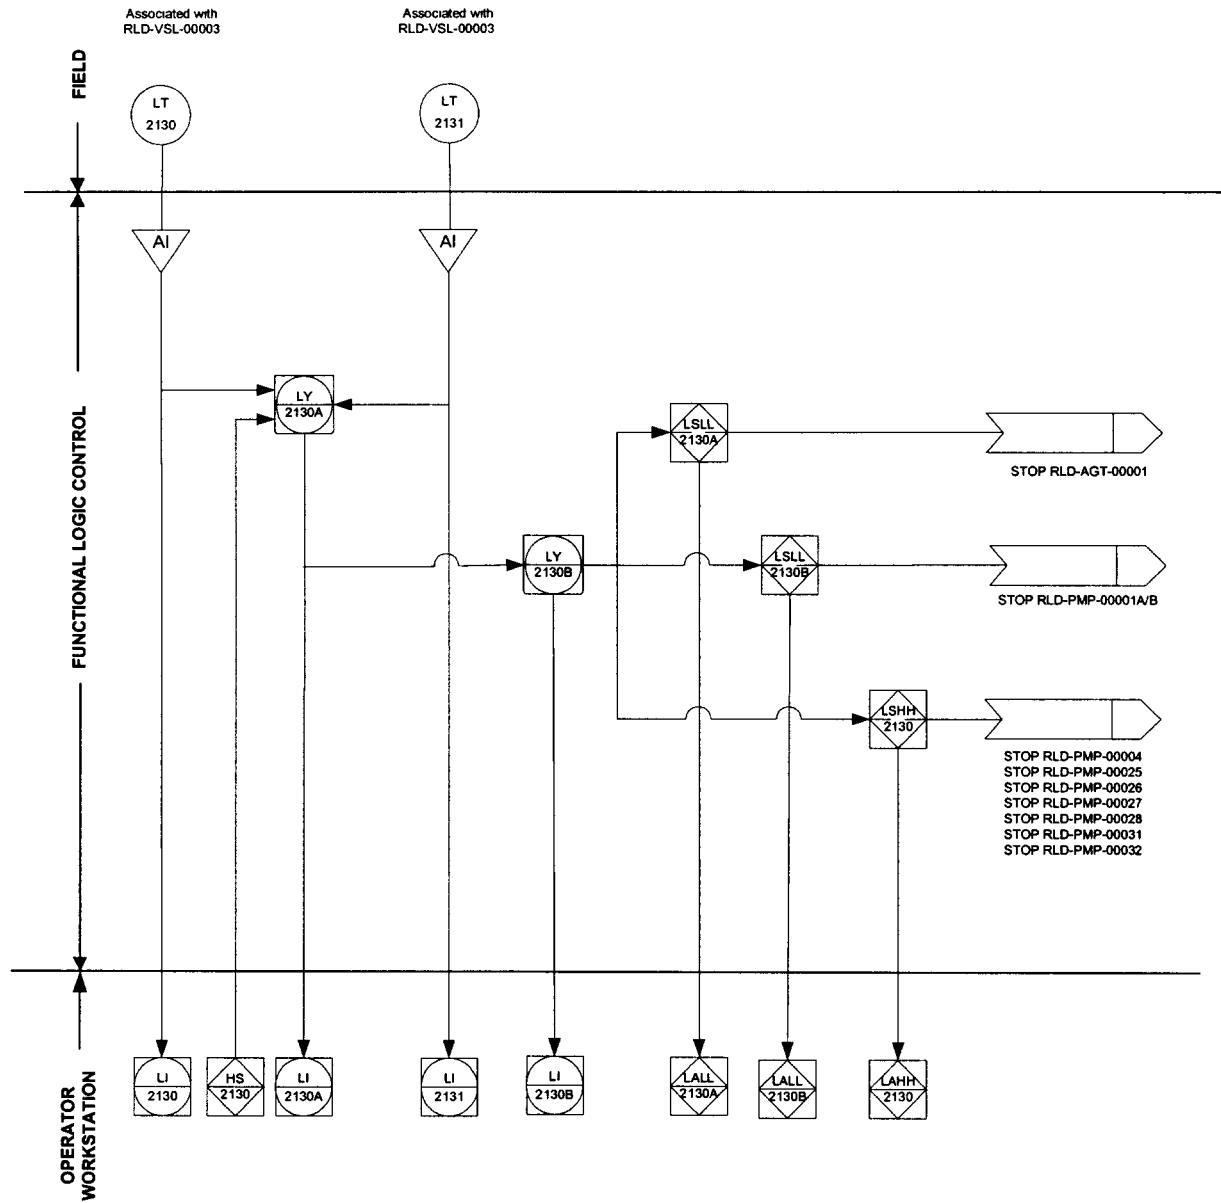 Associated with
RLD-VSL-00003
Associated with
RLD-VSL-00003
FIELD
LT
2130
LT
2131
AI
AI
FUNCTIONAL LOGIC CONTROL
LY
2130A
LSLL
2130A
STOP RLD-AGT-00001
LY
2130B
LSLL
2130B
STOP RLD-PMP-00001A/B
LSHH
2130
STOP RLD-PMP-00004
STOP RLD-PMP-00025
STOP RLD-PMP-00026
STOP RLD-PMP-00027
STOP RLD-PMP-00028
STOP RLD-PMP-00031
STOP RLD-PMP-00032
OPERATOR
WORKSTATION
LI
2130
HS
2130
LI
2130A
LI
2131
LI
2130B
LALL
2130A
LALL
2130B
LAHH
2130